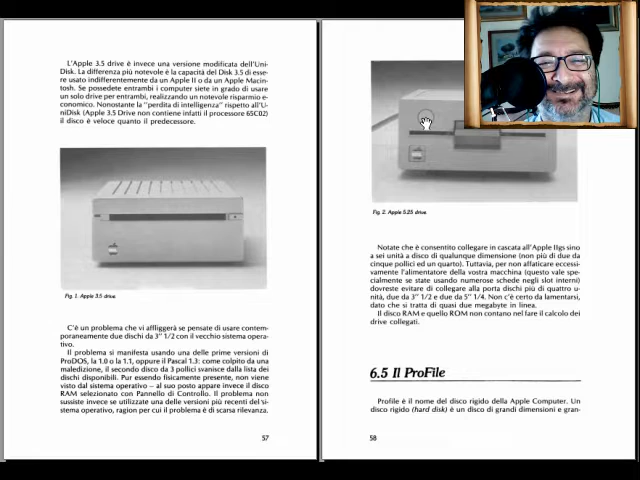 L'Apple 3.5 drive è invece una versione modificata dell'Uni-
Disk. La differenza più notevole è la capacità del Disk 3.5 di esse-
re usato indifferentemente da un Apple II o da un Apple Macin-
tosh. Se possedete entrambi i computer siete in grado di usare
un solo drive per entrambi, realizzando un notevole risparmio e-
conomico. Nonostante la "perdita di intelligenza" rispetto all'U-
niDisk (Apple 3.5 Drive non contiene infatti il processore 65C02)
il disco è veloce quanto il predecessore.
Fig. 1. Apple 3.5 drive
C'è un problema che vi affliggerà se pensate di usare contem-
poraneamente due dischi da 3" 1/2 con il vecchio sistema opera-
tivo.
Il problema si manifesta usando una delle prime versioni di
ProDOS, la 1.0 o la 1.1, oppure il Pascal 1.3: come colpito da una
maledizione, il secondo disco da 3 pollici svanisce dalla lista dei
dischi disponibili. Pur essendo fisicamente presente, non viene
visto dal sistema operativo - al suo posto appare invece il disco
RAM selezionato con Pannello di Controllo. Il problema non
sussiste invece se utilizzate una delle versioni più recenti del si-
stema operativo, ragion per cui il problema è di scarsa rilevanza.
57
Fig. 2. Apple 5.25 drive
Notate che è consentito collegare in cascata all'Apple IIgs sino
a sei unità a disco di qualunque dimensione (non più di due da
cinque pollici ed un quarto). Tuttavia, per non affaticare eccessi-
vamente l'alimentatore della vostra macchina (questo vale spe-
cialmente se state usando numerose schede negli slot interni)
dovreste evitare di collegare alla porta dischi più di quattro u-
nità, due da 3" 1/2 e due da 5" 1/4. Non c'è certo da lamentarsi,
dato che si tratta di quasi due megabyte in linea.
Il disco RAM e quello ROM non contano nel fare il calcolo dei
drive collegati.
6.5 Il ProFile
Profile è il nome del disco rigido della Apple Computer. Un
disco rigido (hard disk) è un disco di grandi dimensioni e gran-
58